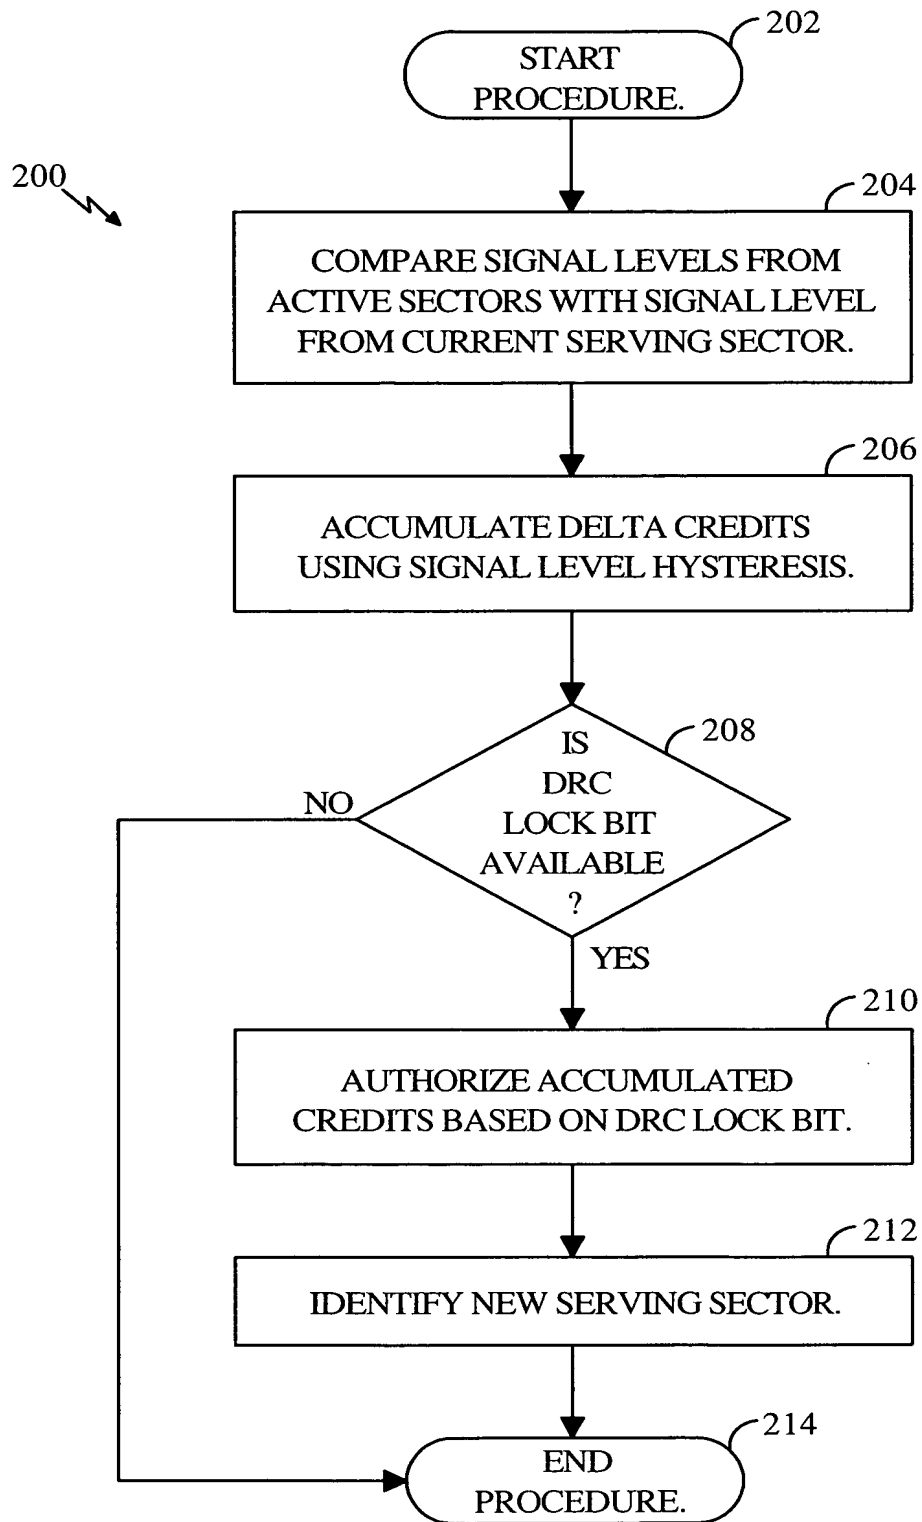 202
START
PROCEDURE.
200
204
COMPARE SIGNAL LEVELS FROM
ACTIVE SECTORS WITH SIGNAL LEVEL
FROM CURRENT SERVING SECTOR.
206
ACCUMULATE DELTA CREDITS
USING SIGNAL LEVEL HYSTERESIS.
208
IS
DRC
LOCK BIT
AVAILABLE
?
NO
YES
210
AUTHORIZE ACCUMULATED
CREDITS BASED ON DRC LOCK BIT.
212
IDENTIFY NEW SERVING SECTOR.
214
END
PROCEDURE.